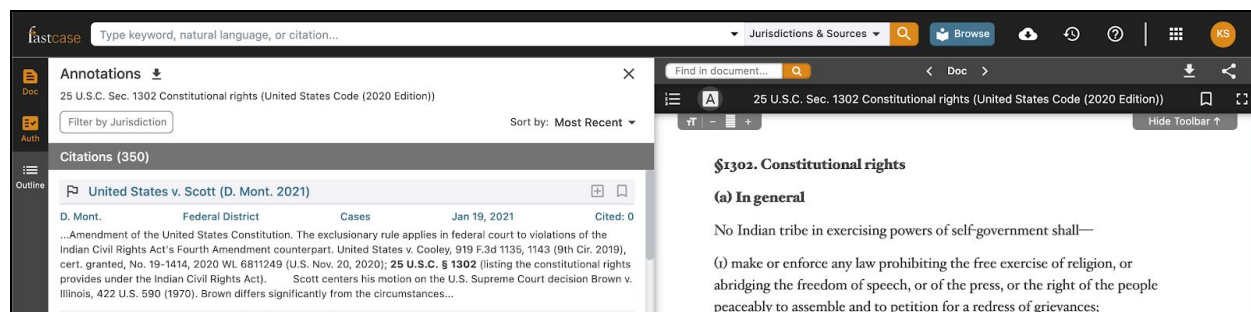 fastcase
Type keyword, natural language, or citation...
Jurisdictions & Sources
Browse
KS
Doc
Auth
Outline
Annotations
25 U.S.C. Sec. 1302 Constitutional rights (United States Code (2020 Edition))
Filter by Jurisdiction
Sort by: Most Recent
Citations (350)
United States v. Scott (D. Mont. 2021)
D. Mont. Federal District Cases Jan 19, 2021 Cited: 0
...Amendment of the United States Constitution. The exclusionary rule applies in federal court to violations of the
Indian Civil Rights Act's Fourth Amendment counterpart. United States v. Cooley, 919 F.3d 1135, 1143 (9th Cir. 2019),
cert. granted, No. 19-1414, 2020 WL 6811249 (U.S. Nov. 20, 2020); 25 U.S.C. § 1302 (listing the constitutional rights
provides under the Indian Civil Rights Act). Scott centers his motion on the U.S. Supreme Court decision Brown v.
Illinois, 422 U.S. 590 (1970). Brown differs significantly from the circumstances...
Find in document...
Doc
A 25 U.S.C. Sec. 1302 Constitutional rights (United States Code (2020 Edition))
TT - +
Hide Toolbar ↑
§1302. Constitutional rights
(a) In general
No Indian tribe in exercising powers of self-government shall—
(1) make or enforce any law prohibiting the free exercise of religion, or
abridging the freedom of speech, or of the press, or the right of the people
peaceably to assemble and to petition for a redress of grievances;